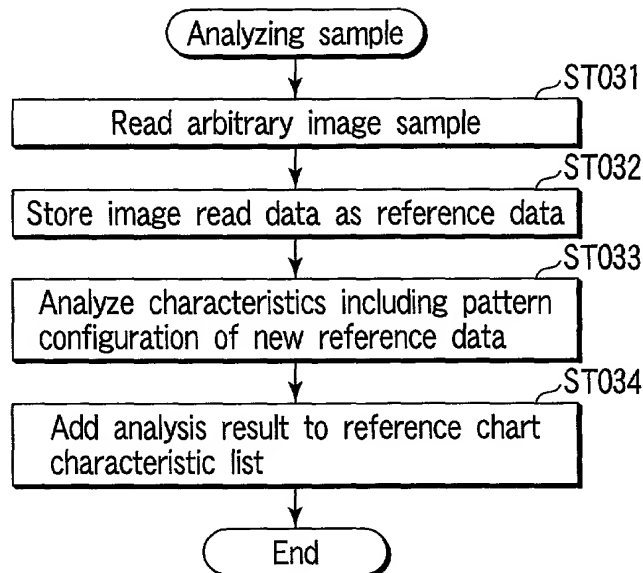 Analyzing sample
ST031
Read arbitrary image sample
ST032
Store image read data as reference data
ST033
Analyze characteristics including pattern
configuration of new reference data
ST034
Add analysis result to reference chart
characteristic list
End